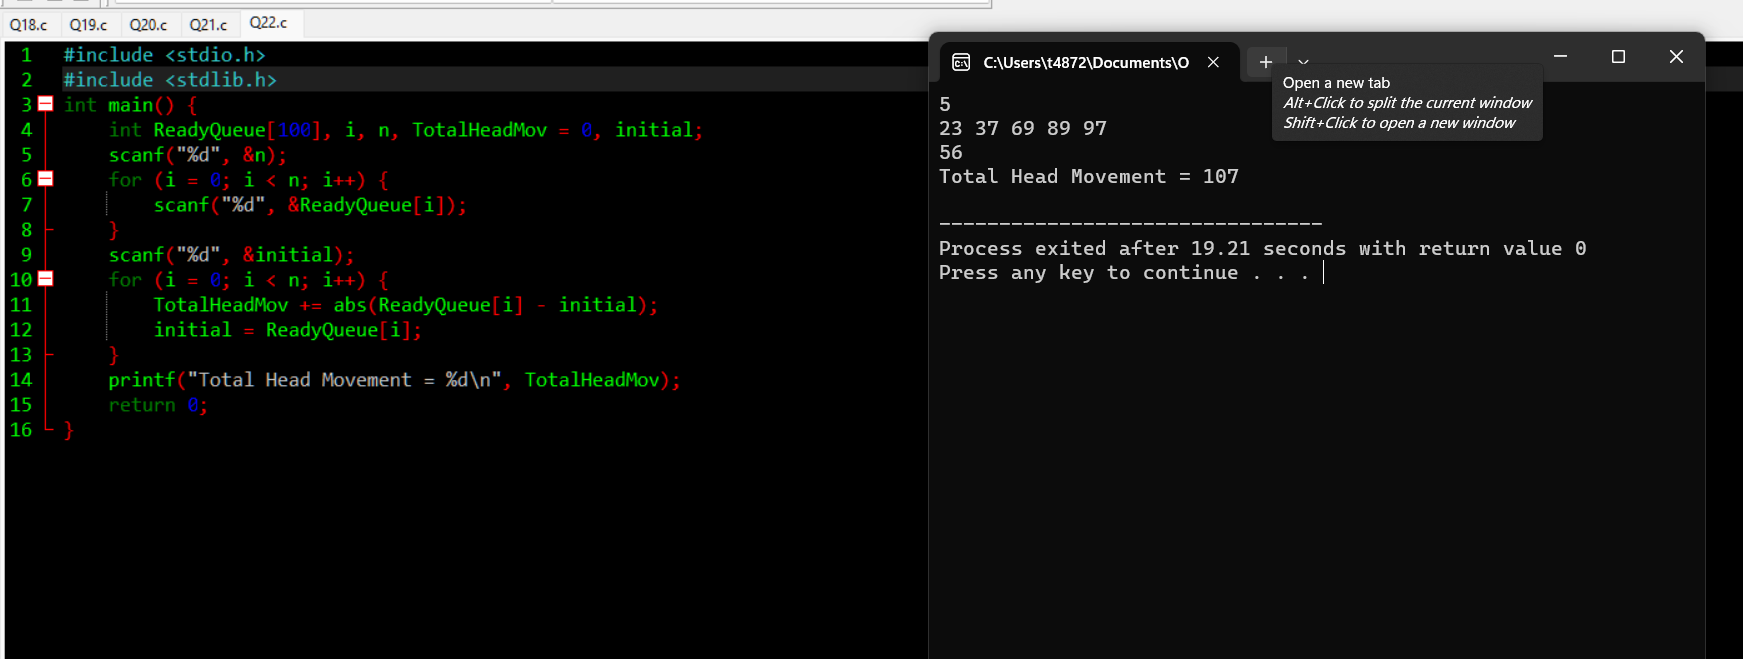 Q18.c Q19.c Q20.c Q21.c Q22.c
1 #include <stdio.h>
2 #include <stdlib.h>
3 int main() {
4 int ReadyQueue[100], i, n, TotalHeadMov = 0, initial;
5 scanf("%d", &n);
6 for (i = 0; i < n; i++) {
7 scanf("%d", &ReadyQueue[i]);
8 }
9 scanf("%d", &initial);
10 for (i = 0; i < n; i++) {
11 TotalHeadMov += abs(ReadyQueue[i] - initial);
12 initial = ReadyQueue[i];
13 }
14 printf("Total Head Movement = %d\n", TotalHeadMov);
15 return 0;
16 }
C:\Users\t4872\Documents\O
Open a new tab
Alt+Click to split the current window
Shift+Click to open a new window
5
23 37 69 89 97
56
Total Head Movement = 107
--------------------------------
Process exited after 19.21 seconds with return value 0
Press any key to continue . . .